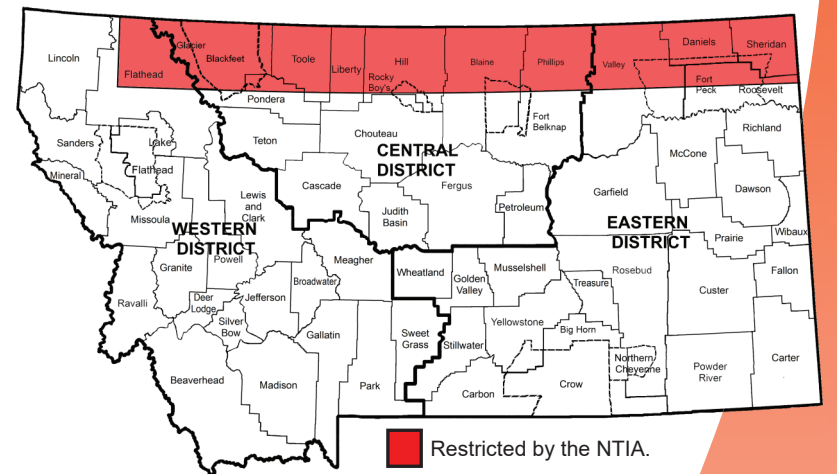 Lincoln
Flathead
Glacier
Blackfeet
Toole
Liberty
Hill
Rocky
Boy's
Blaine
Phillips
Valley
Daniels
Sheridan
Fort
Peck
Roosevelt
Pondera
Fort
Belknap
Richland
Sanders
Lake
Flathead
Teton
Chouteau
CENTRAL
DISTRICT
McCone
Mineral
Missoula
Lewis
and
Clark
Cascade
Judith
Basin
Fergus
Petroleum
Garfield
Dawson
WESTERN
DISTRICT
EASTERN
DISTRICT
Prairie
Wibaux
Granite
Powell
Meagher
Wheatland
Golden
Valley
Musselshell
Treasure
Rosebud
Custer
Fallon
Ravalli
Deer
Lodge
Silver
Bow
Jefferson
Broadwater
Gallatin
Sweet
Grass
Stillwater
Yellowstone
Big Horn
Northern
Cheyenne
Powder
River
Carter
Beaverhead
Madison
Park
Carbon
Crow
Restricted by the NTIA.